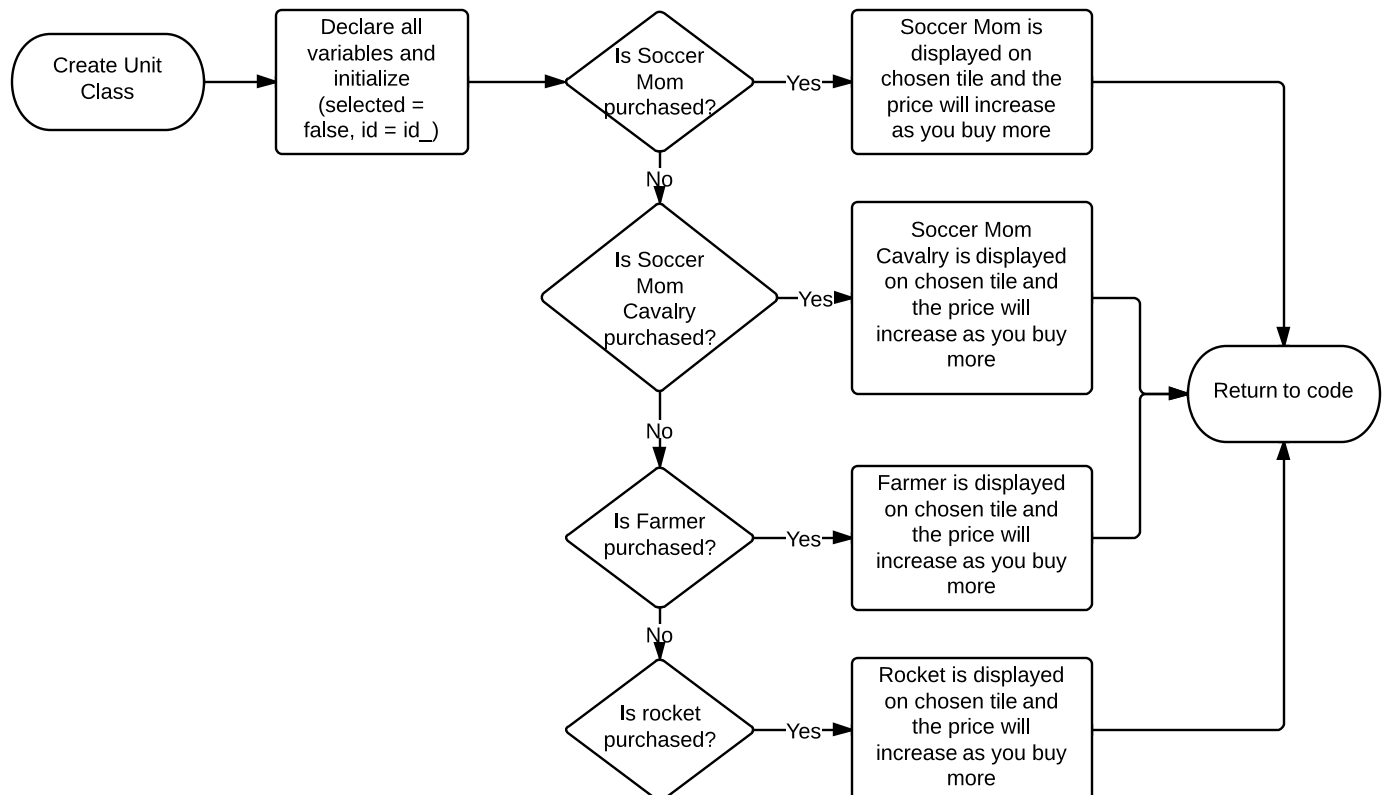 Create Unit
Class
Declare all
variables and
initialize
(selected =
false, id = id_)
Is Soccer
Mom
purchased?
Yes
Soccer Mom is
displayed on
chosen tile and the
price will increase
as you buy more
No
Is Soccer
Mom
Cavalry
purchased?
Yes
Soccer Mom
Cavalry is displayed
on chosen tile and
the price will
increase as you buy
more
Return to code
No
Is Farmer
purchased?
Yes
Farmer is displayed
on chosen tile and
the price will
increase as you buy
more
No
Is rocket
purchased?
Yes
Rocket is displayed
on chosen tile and
the price will
increase as you buy
more